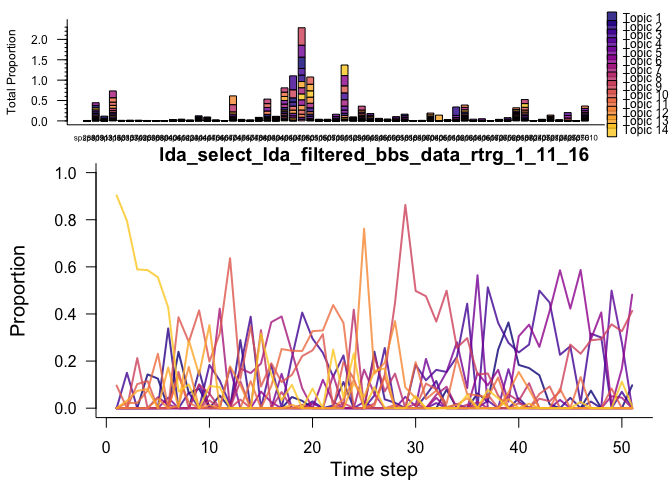 Total Proportion
2.0
1.5
1.0
0.5
0.0
Topic 1
Topic 2
Topic 3
Topic 4
Topic 5
Topic 6
Topic 7
Topic 8
Topic 9
Topic 10
Topic 11
Topic 12
Topic 13
Topic 14
lda_select_lda_filtered_bbs_data_rtrg_1_11_16
Proportion
1.0
0.8
0.6
0.4
0.2
0.0
0 10 20 30 40 50
Time step